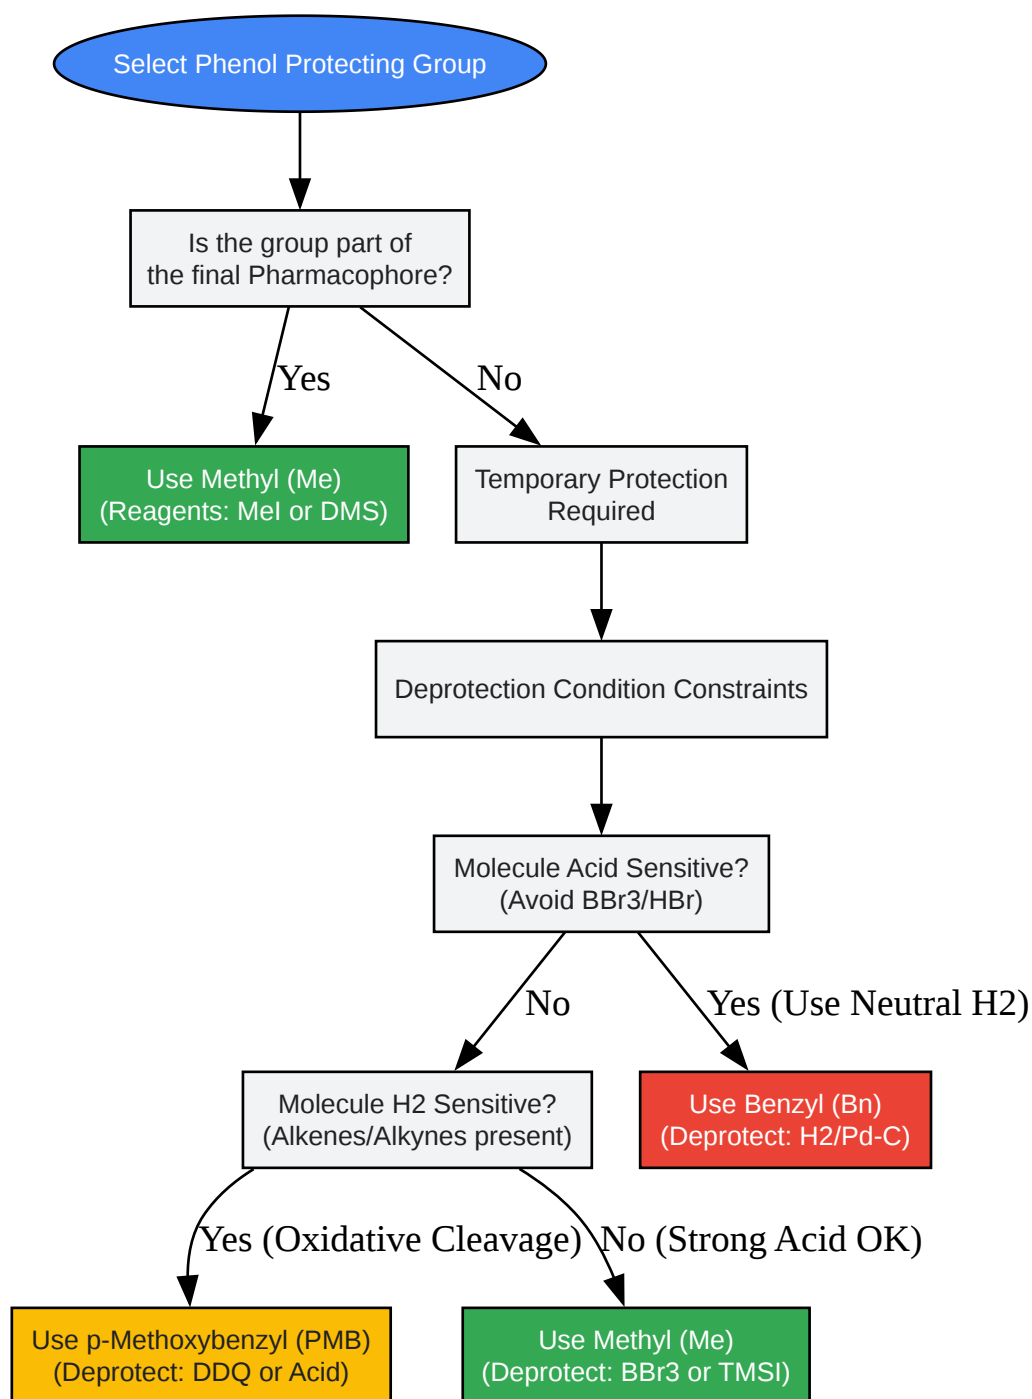 Select Phenol Protecting Group
Is the group part of
the final Pharmacophore?
Yes
No
Use Methyl (Me)
(Reagents: MeI or DMS)
Temporary Protection
Required
Deprotection Condition Constraints
Molecule Acid Sensitive?
(Avoid BBr3/HBr)
No
Yes (Use Neutral H2)
Molecule H2 Sensitive?
(Alkenes/Alkynes present)
Use Benzyl (Bn)
(Deprotect: H2/Pd-C)
Yes (Oxidative Cleavage)
No (Strong Acid OK)
Use p-Methoxybenzyl (PMB)
(Deprotect: DDQ or Acid)
Use Methyl (Me)
(Deprotect: BBr3 or TMSI)